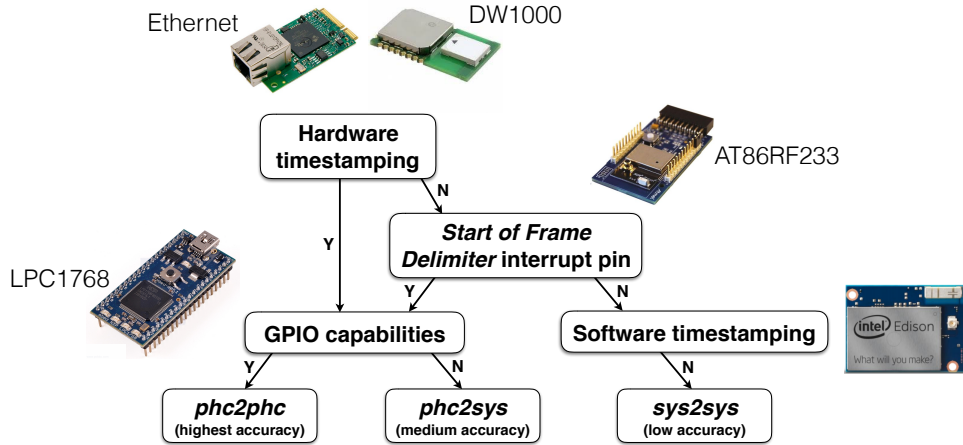 Ethernet
DW1000
Hardware
timestamping
AT86RF233
N
Start of Frame
Delimiter interrupt pin
Y
LPC1768
Y
N
GPIO capabilities
Software timestamping
intel Edison
What will you make?
Y
N
N
phc2phc
(highest accuracy)
phc2sys
(medium accuracy)
sys2sys
(low accuracy)